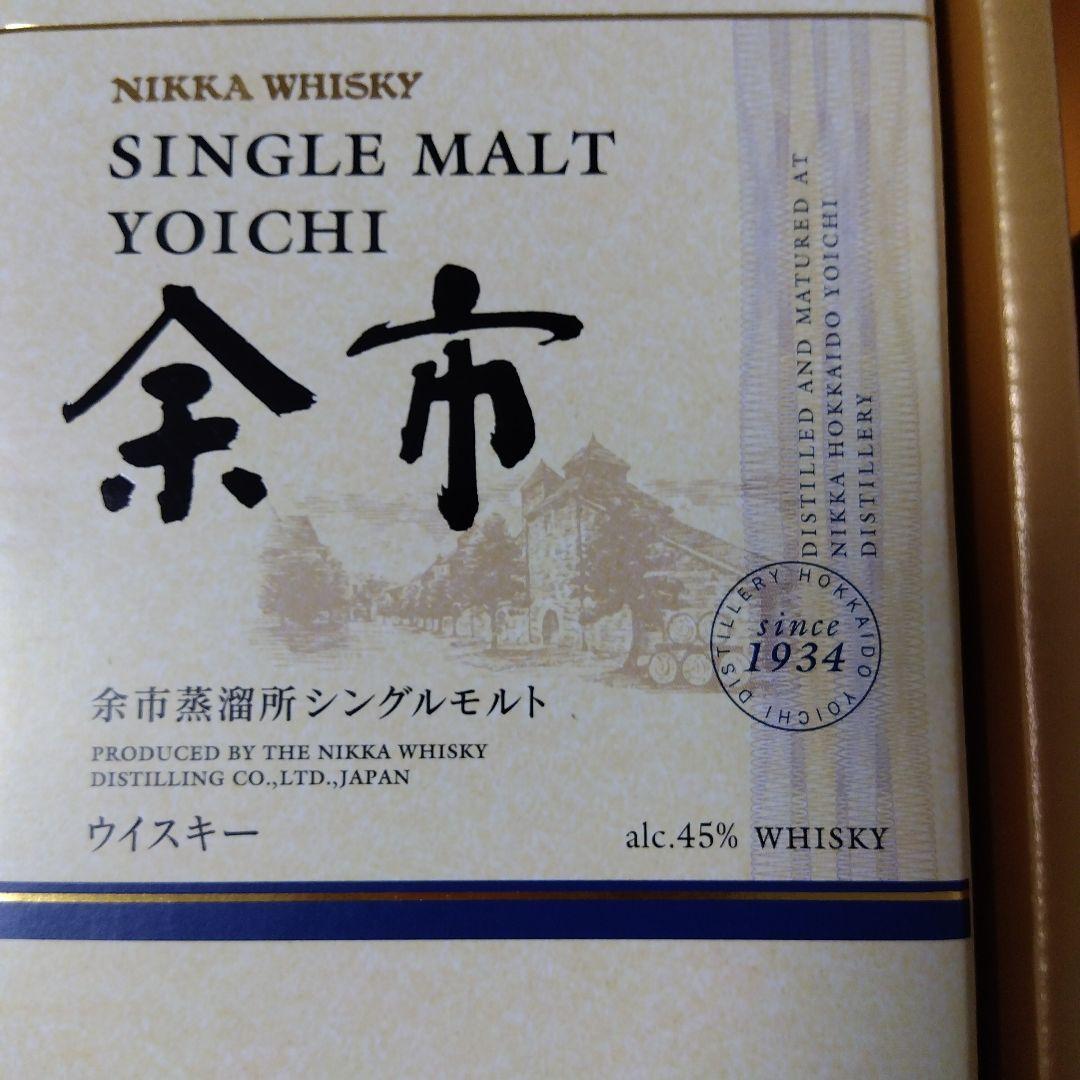 NIKKA WHISKY
SINGLE MALT
YOICHI
余市
DISTILLED AND MATURED AT
NIKKA HOKKAIDO YOICHI
DISTILLERY
DISTILLERY HOKKAIDO YOICHI
since
1934
余市蒸溜所シングルモルト
PRODUCED BY THE NIKKA WHISKY
DISTILLING CO.,LTD.,JAPAN
ウイスキー
alc.45% WHISKY